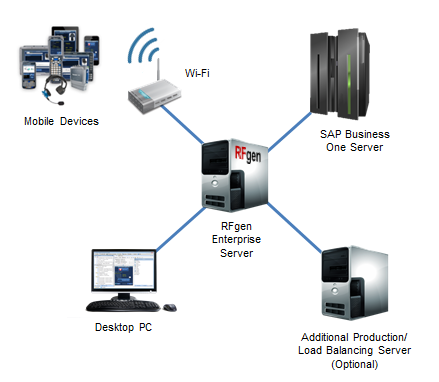 Wi-Fi
Mobile Devices
SAP Business
One Server
RFgen
RFgen
Enterprise
Server
Desktop PC
Additional Production/
Load Balancing Server
(Optional)